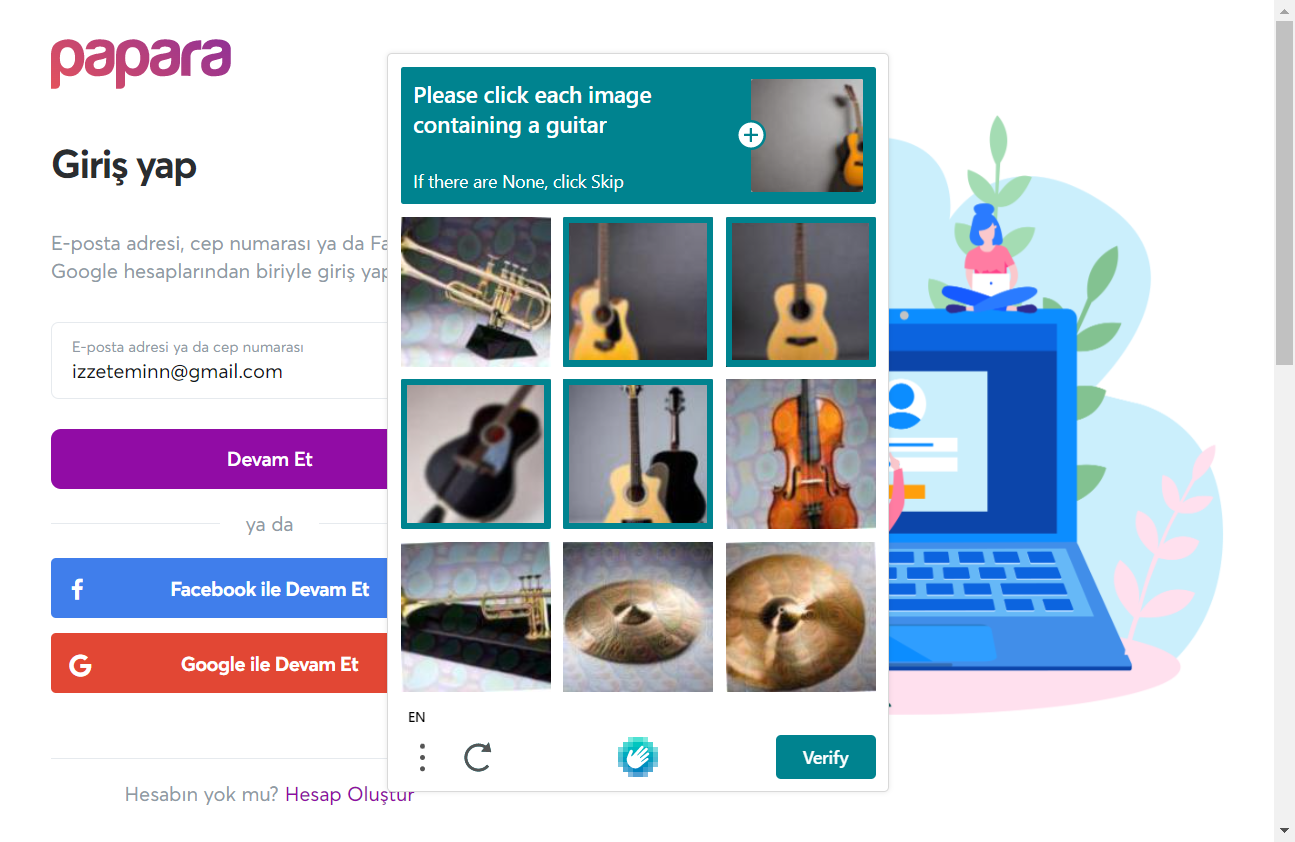 papara
Giriş yap
E-posta adresi, cep numarası ya da Fa
Google hesaplarından biriyle giriş yap
E-posta adresi ya da cep numarası
izzeteminn@gmail.com
Devam Et
ya da
Facebook ile Devam Et
Google ile Devam Et
Hesabın yok mu? Hesap Oluştur
Please click each image
containing a guitar
If there are None, click Skip
EN
Verify